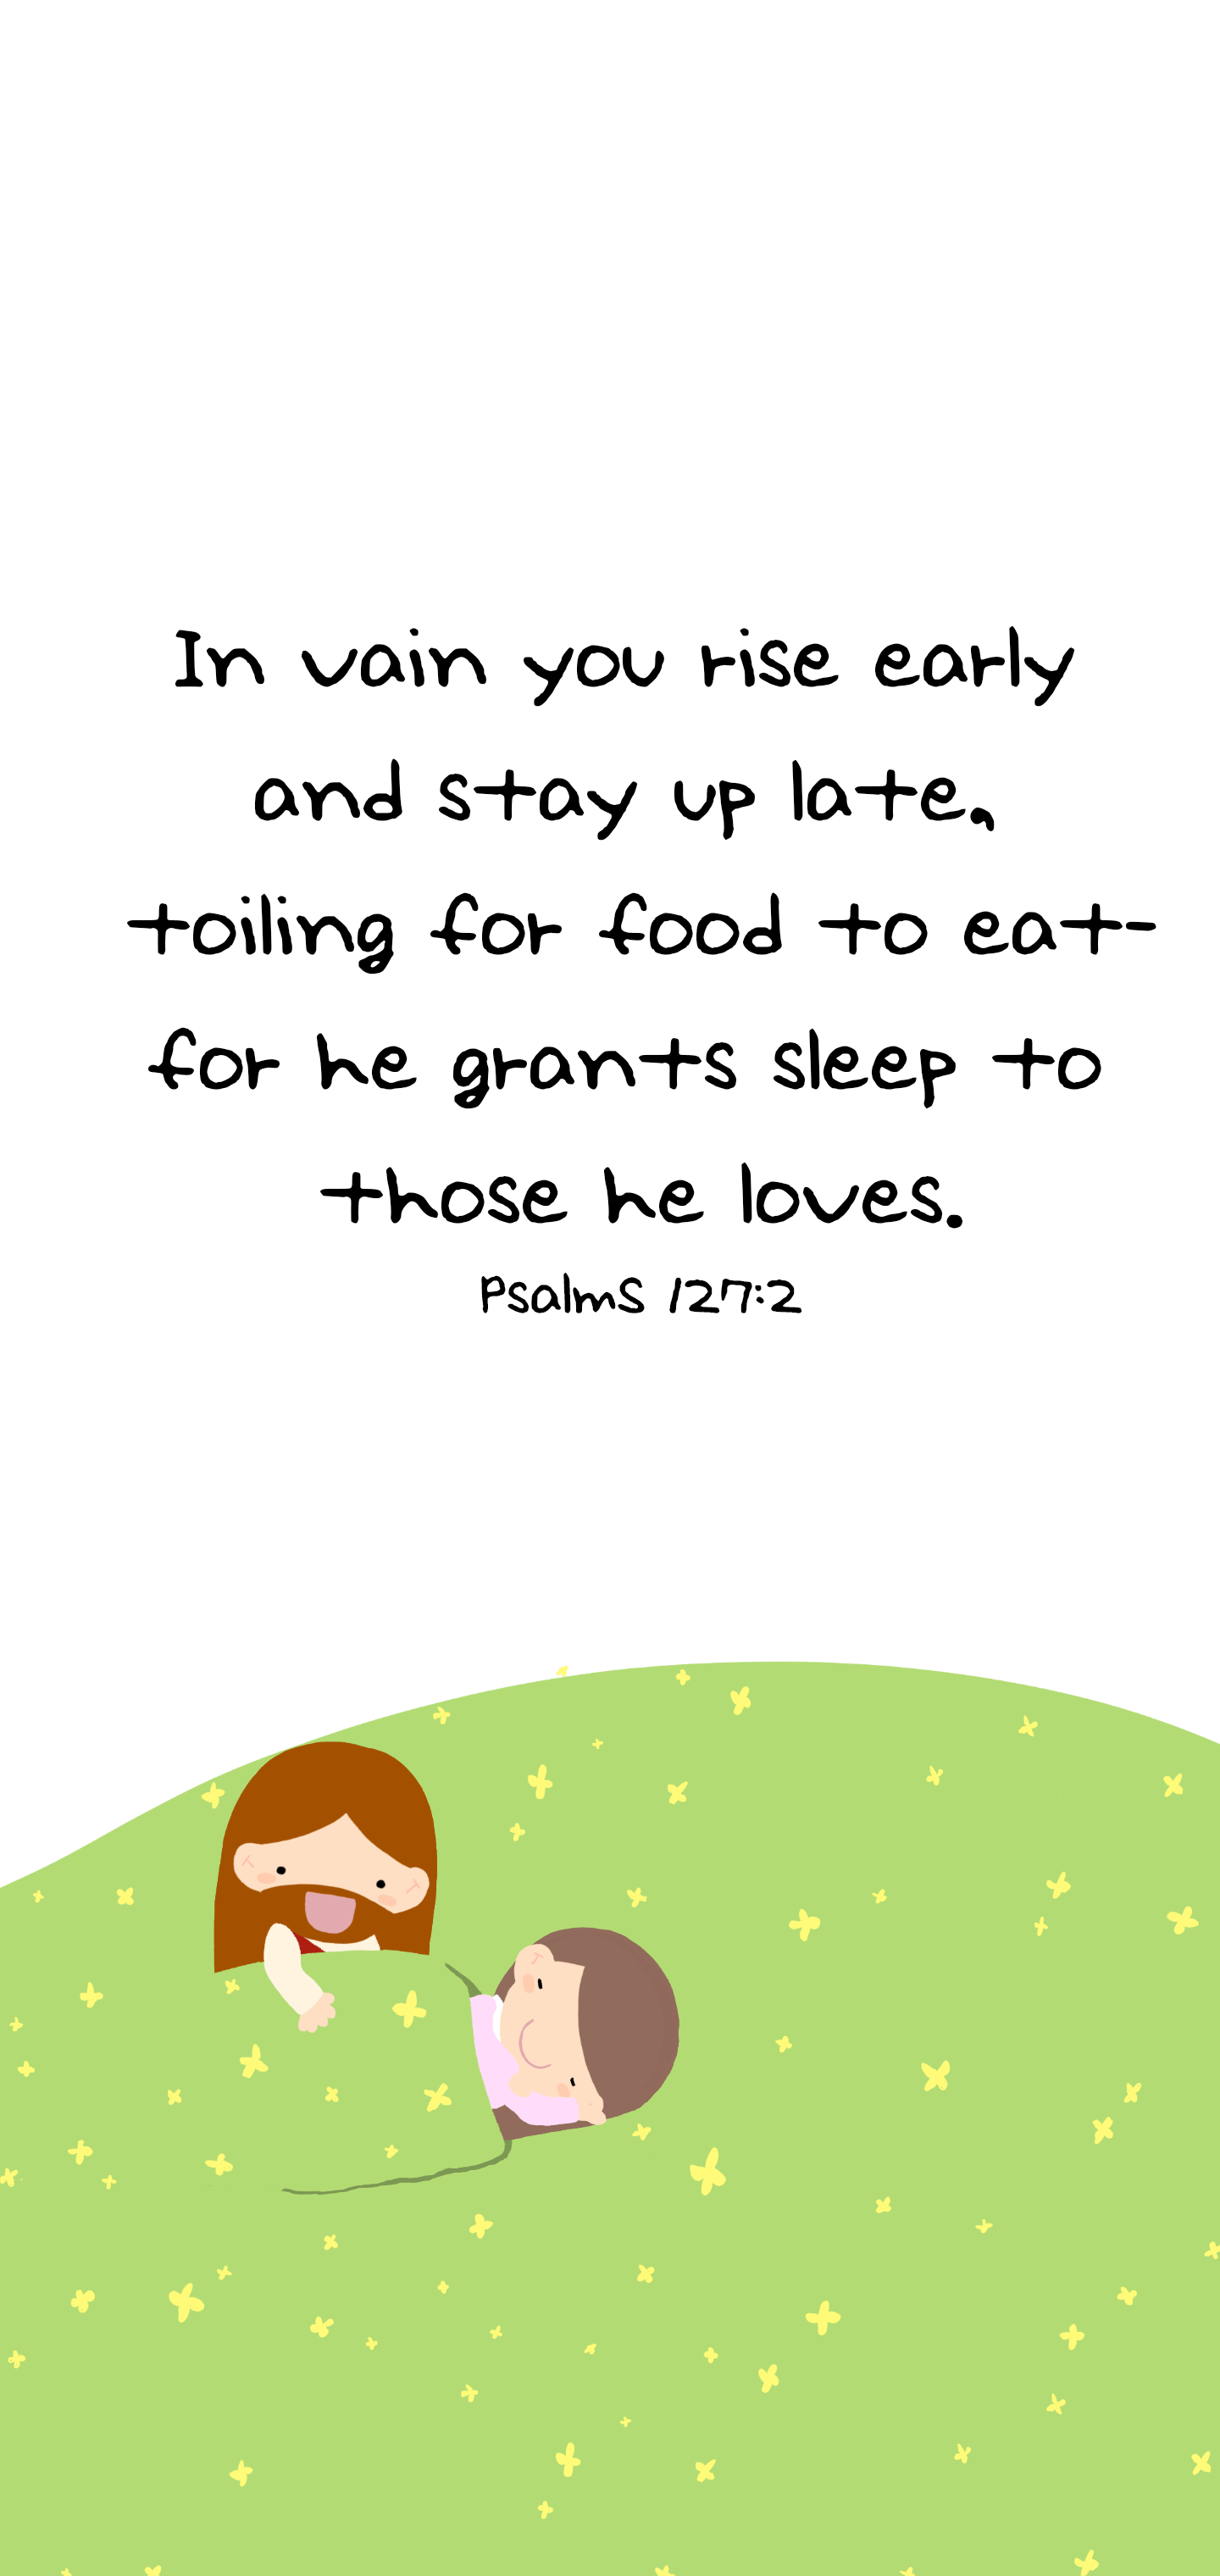 In vain you rise early
and stay up late,
toiling for food to eat-
for he grants sleep to
those he loves.
Psalms 127:2